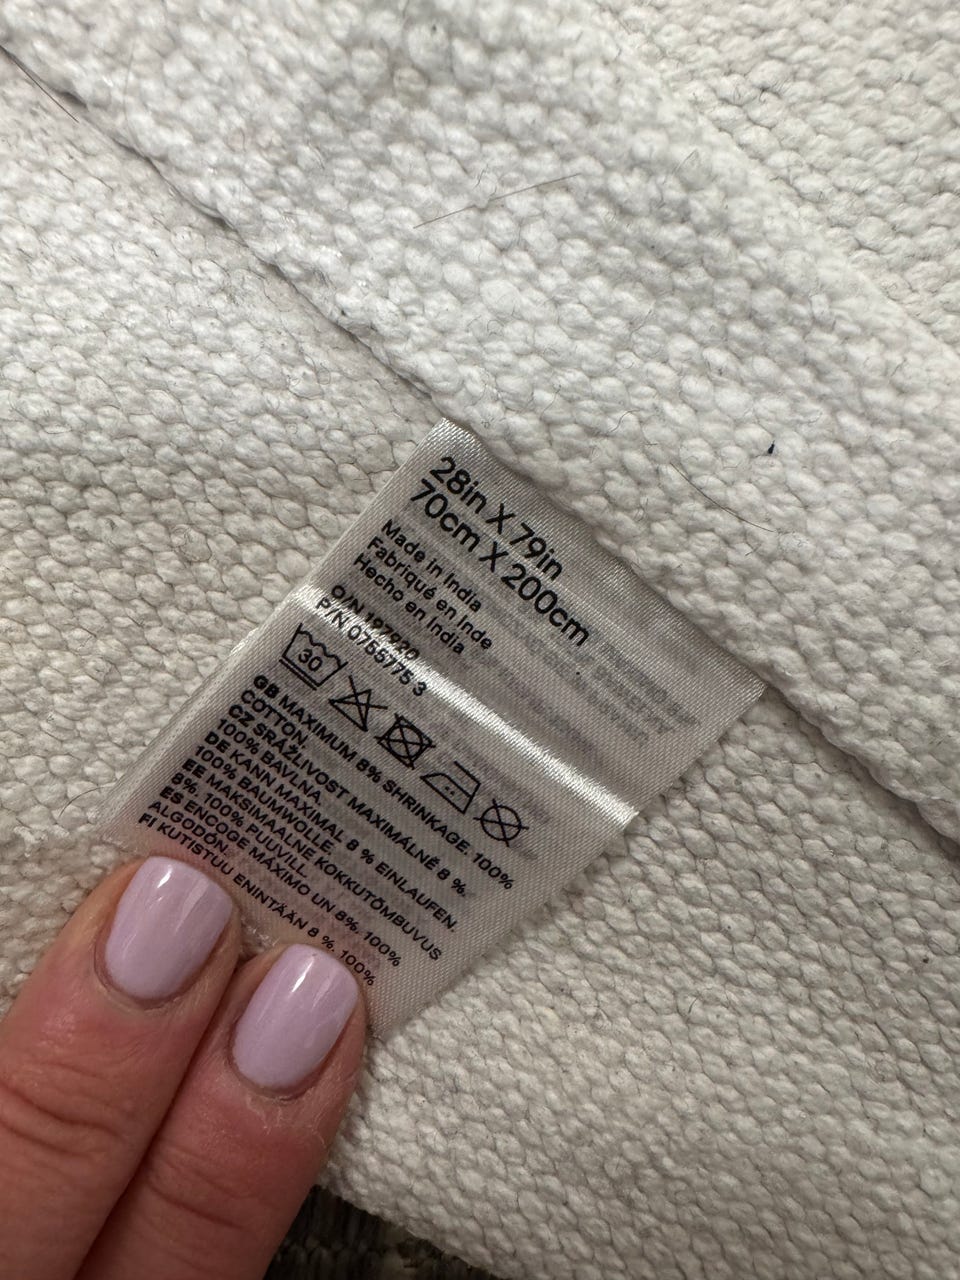 28in X 79in
70cm X 200cm
Made in India
Fabriqué en Inde
Hecho en India
O/N 197920
P/N 0755775 3
30
GB MAXIMUM 8% SHRINKAGE. 100%
COTTON.
CZ SRÁŽLIVOST MAXIMÁLNĚ 8 %.
100% BAVLNA.
DE KANN MAXIMAL 8 % EINLAUFEN.
100% BAUMWOLLE.
EE MAKSIMAALNE KOKKUTÕMBUVUS
8%. 100% PUUVILL.
ES ENCOGE MÁXIMO UN 8%. 100%
ALGODÓN.
FI KUTISTUU ENINTÄÄN 8 %. 100%